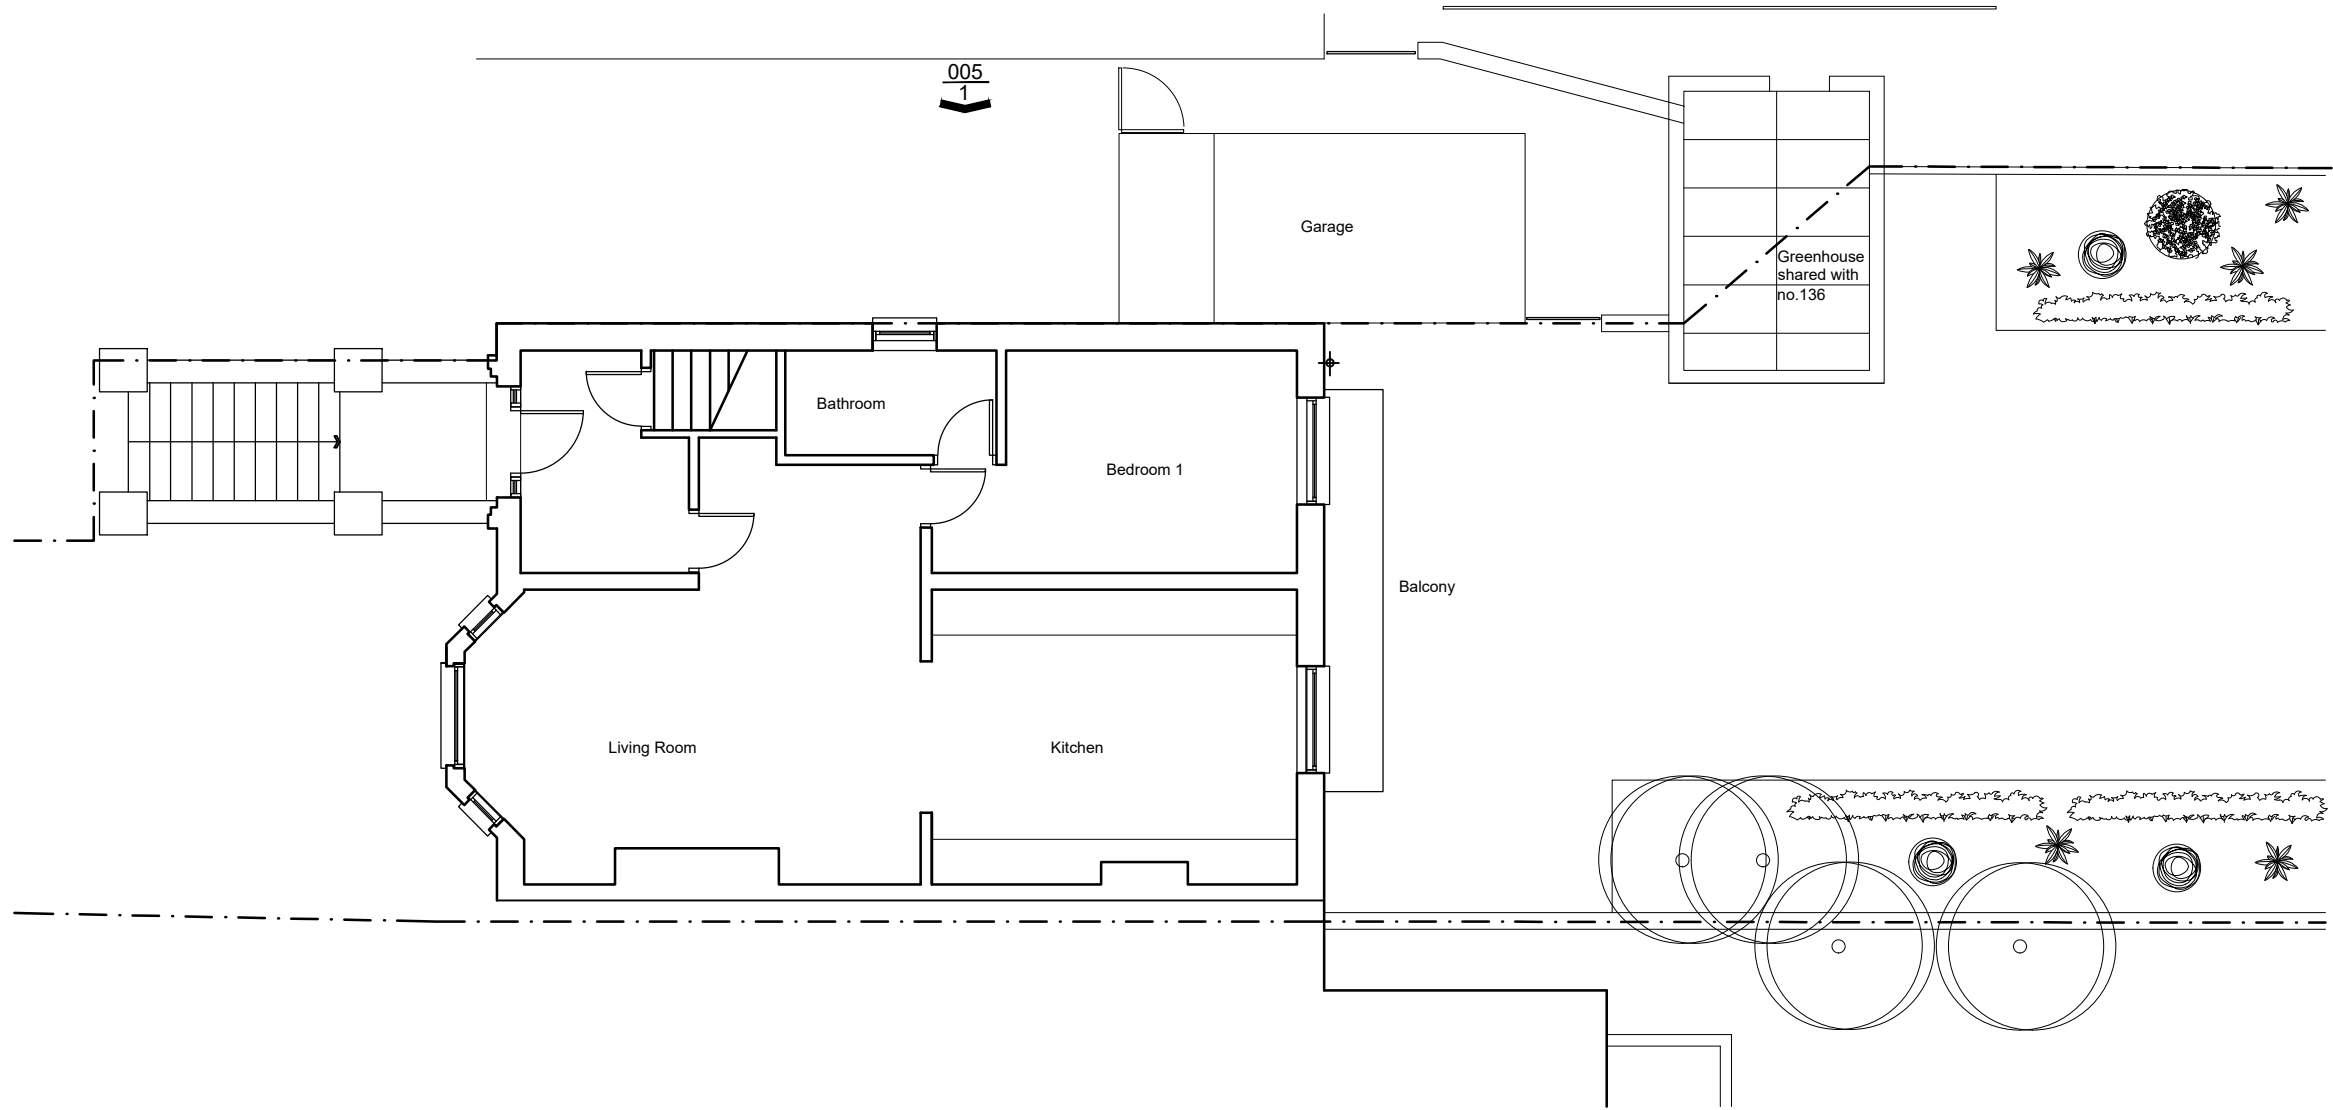 005
1
Garage
Greenhouse
shared with
no.136
Bathroom
Bedroom 1
Balcony
Living Room
Kitchen